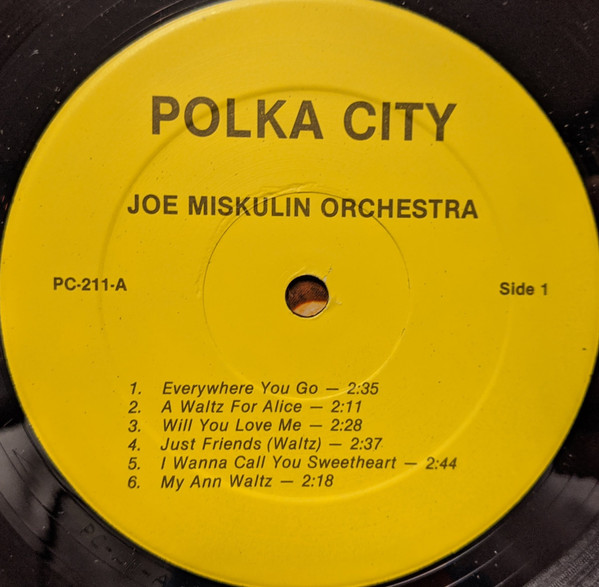 POLKA CITY
JOE MISKULIN ORCHESTRA
PC-211-A
Side 1
1. Everywhere You Go — 2:35
2. A Waltz For Alice — 2:11
3. Will You Love Me — 2:28
4. Just Friends (Waltz) — 2:37
5. I Wanna Call You Sweetheart — 2:44
6. My Ann Waltz — 2:18